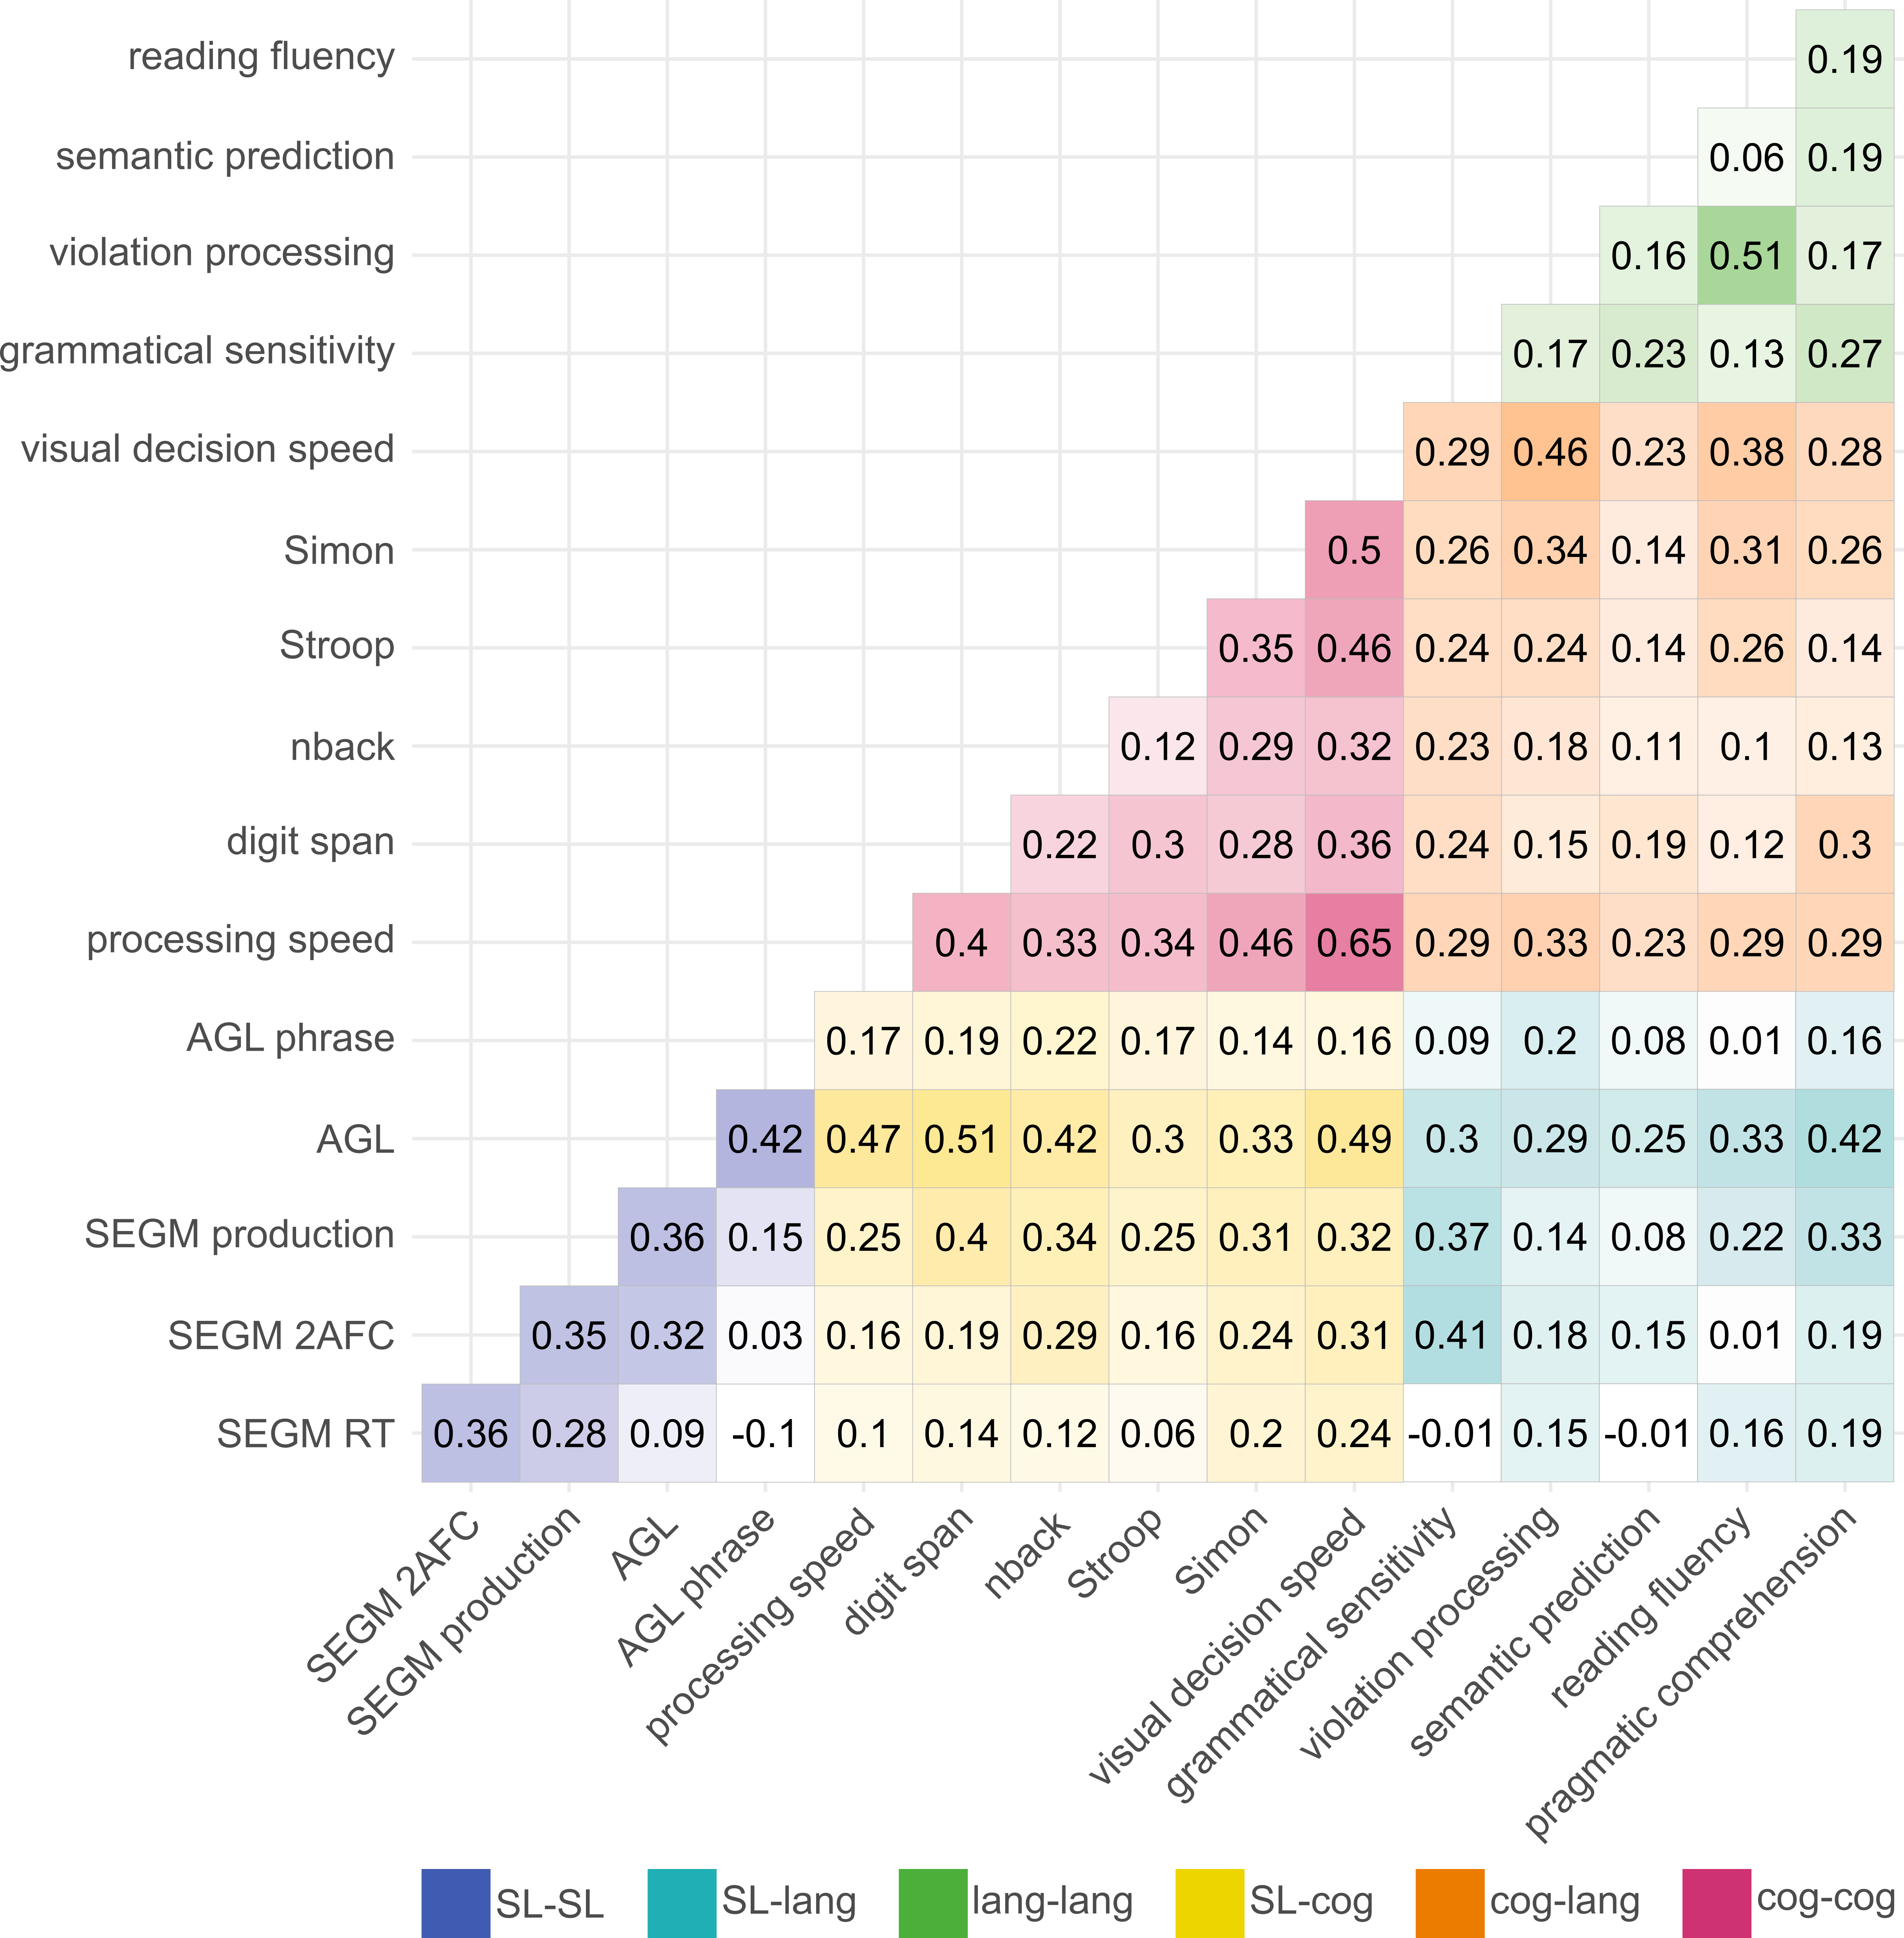 reading fluency 0.19
semantic prediction 0.06 0.19
violation processing 0.16 0.51 0.17
grammatical sensitivity 0.17 0.23 0.13 0.27
visual decision speed 0.29 0.46 0.23 0.38 0.28
Simon 0.5 0.26 0.34 0.14 0.31 0.26
Stroop 0.35 0.46 0.24 0.24 0.14 0.26 0.14
nback 0.12 0.29 0.32 0.23 0.18 0.11 0.1 0.13
digit span 0.22 0.3 0.28 0.36 0.24 0.15 0.19 0.12 0.3
processing speed 0.4 0.33 0.34 0.46 0.65 0.29 0.33 0.23 0.29 0.29
AGL phrase 0.17 0.19 0.22 0.17 0.14 0.16 0.09 0.2 0.08 0.01 0.16
AGL 0.42 0.47 0.51 0.42 0.3 0.33 0.49 0.3 0.29 0.25 0.33 0.42
SEGM production 0.36 0.15 0.25 0.4 0.34 0.25 0.31 0.32 0.37 0.14 0.08 0.22 0.33
SEGM 2AFC 0.35 0.32 0.03 0.16 0.19 0.29 0.16 0.24 0.31 0.41 0.18 0.15 0.01 0.19
SEGM RT 0.36 0.28 0.09 -0.1 0.1 0.14 0.12 0.06 0.2 0.24 -0.01 0.15 -0.01 0.16 0.19
SEGM 2AFC
SEGM production
AGL
AGL phrase
processing speed
digit span
nback
Stroop
Simon
visual decision speed
grammatical sensitivity
violation processing
semantic prediction
reading fluency
pragmatic comprehension
SL-SL SL-lang lang-lang SL-cog cog-lang cog-cog